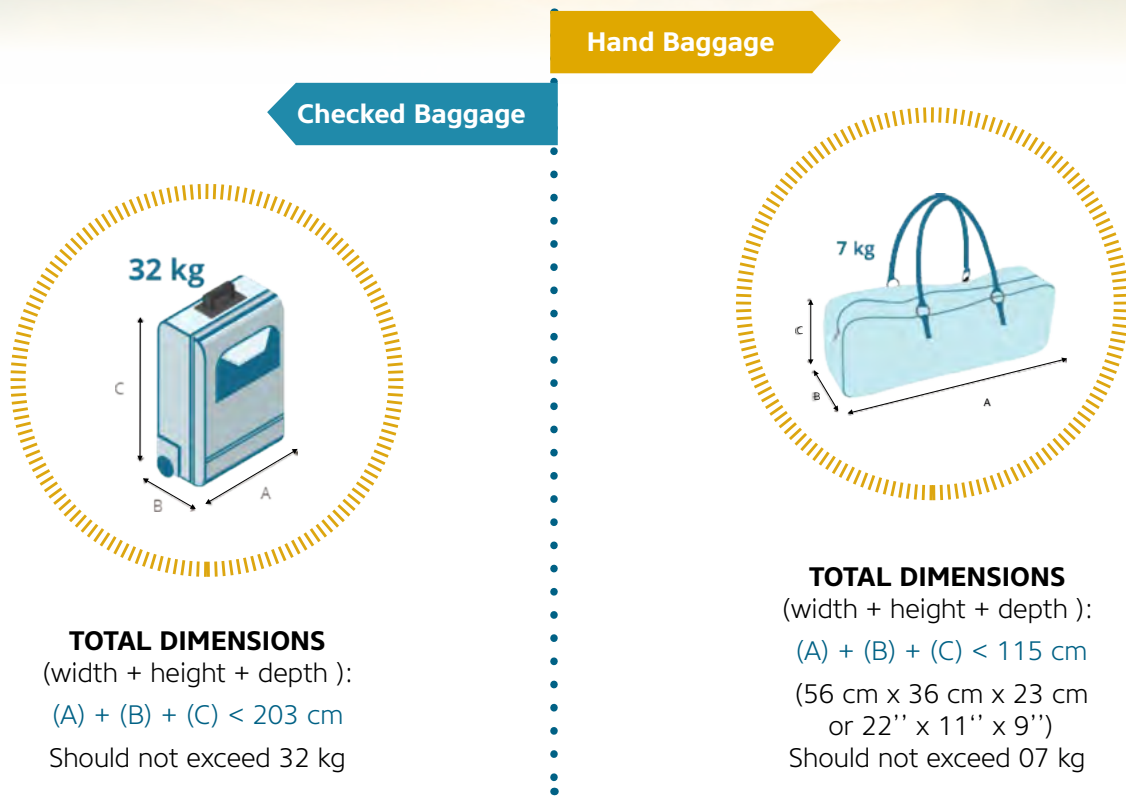 Hand Baggage
Checked Baggage
32 kg
C
B
A
TOTAL DIMENSIONS
(width + height + depth ):
(A) + (B) + (C) < 203 cm
Should not exceed 32 kg
7 kg
C
B
A
TOTAL DIMENSIONS
(width + height + depth ):
(A) + (B) + (C) < 115 cm
(56 cm x 36 cm x 23 cm
or 22’’ x 11‘’ x 9’’)
Should not exceed 07 kg